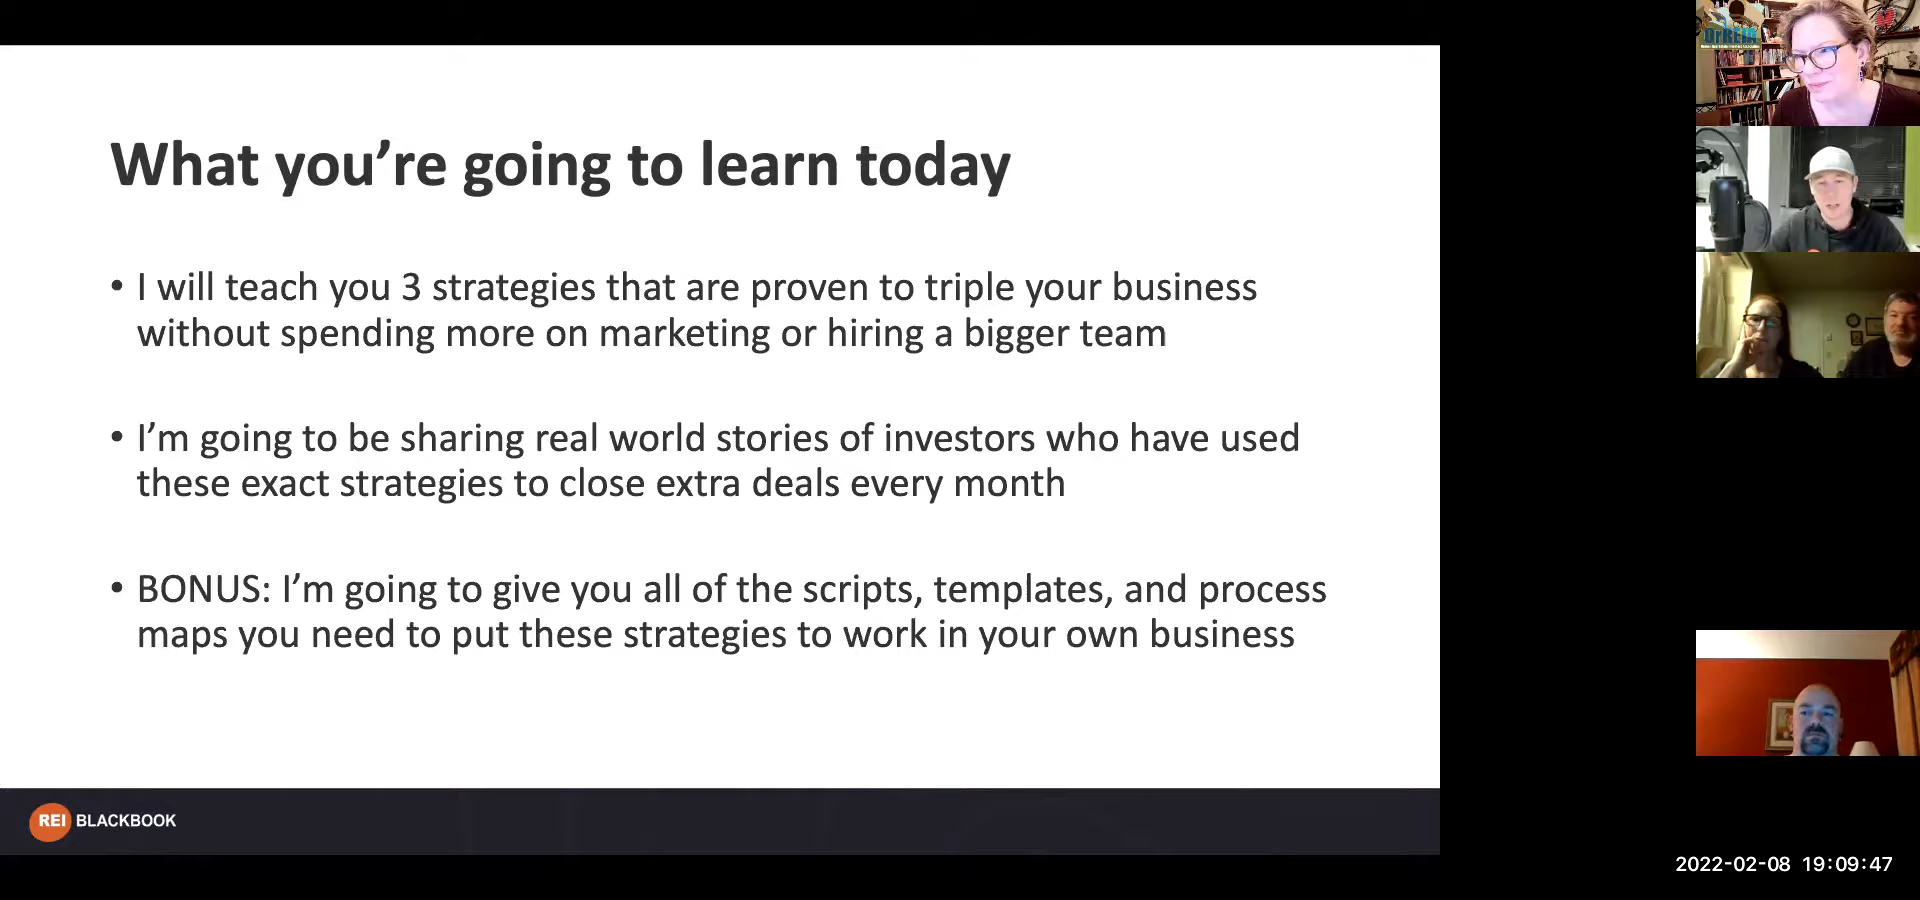 What you’re going to learn today
• I will teach you 3 strategies that are proven to triple your business
without spending more on marketing or hiring a bigger team
• I’m going to be sharing real world stories of investors who have used
these exact strategies to close extra deals every month
• BONUS: I’m going to give you all of the scripts, templates, and process
maps you need to put these strategies to work in your own business
REI BLACKBOOK
OrREIA
2022-02-08 19:09:47